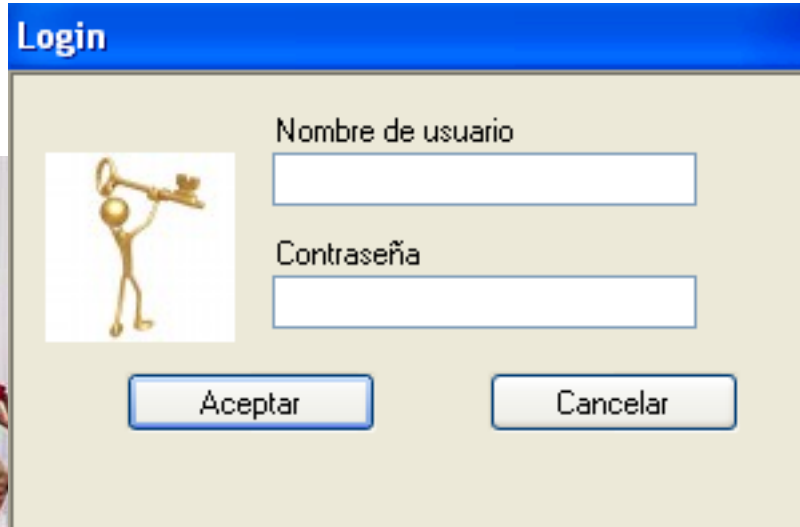 Login
Nombre de usuario
Contraseña
Aceptar
Cancelar